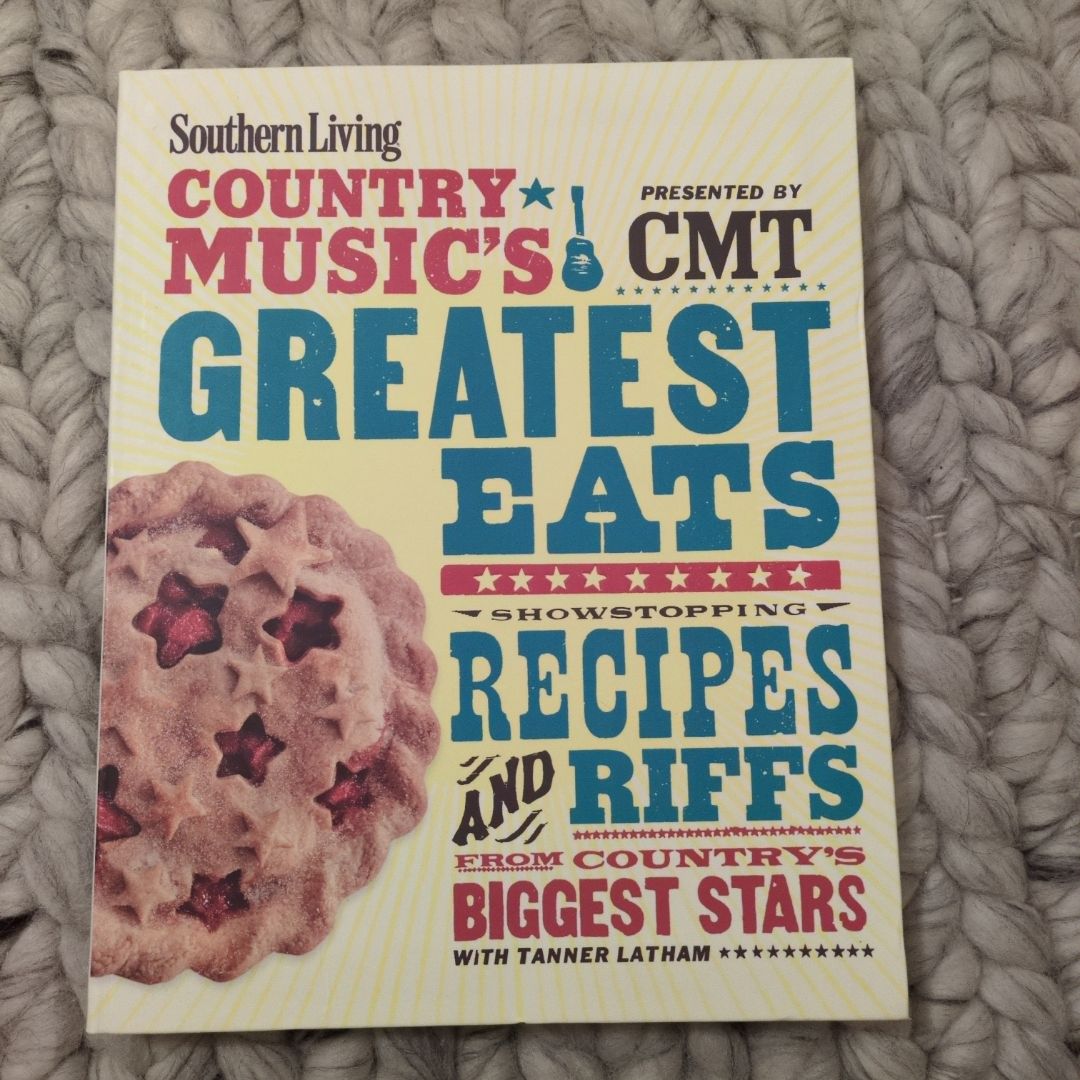 Southern Living
COUNTRY
MUSIC'S
PRESENTED BY
CMT
GREATEST
EATS
SHOWSTOPPING
RECIPES
AND RIFFS
FROM COUNTRY'S
BIGGEST STARS
WITH TANNER LATHAM